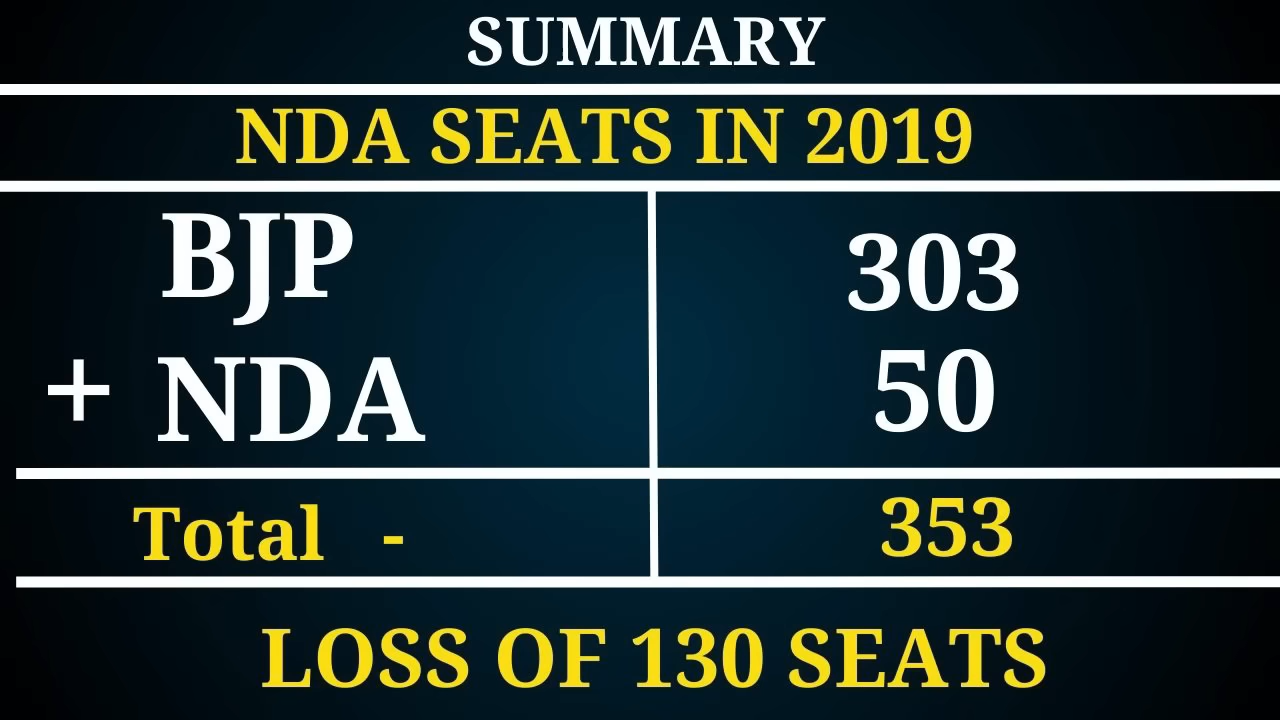 SUMMARY
NDA SEATS IN 2019
BJP 303
+ NDA 50
Total - 353
LOSS OF 130 SEATS